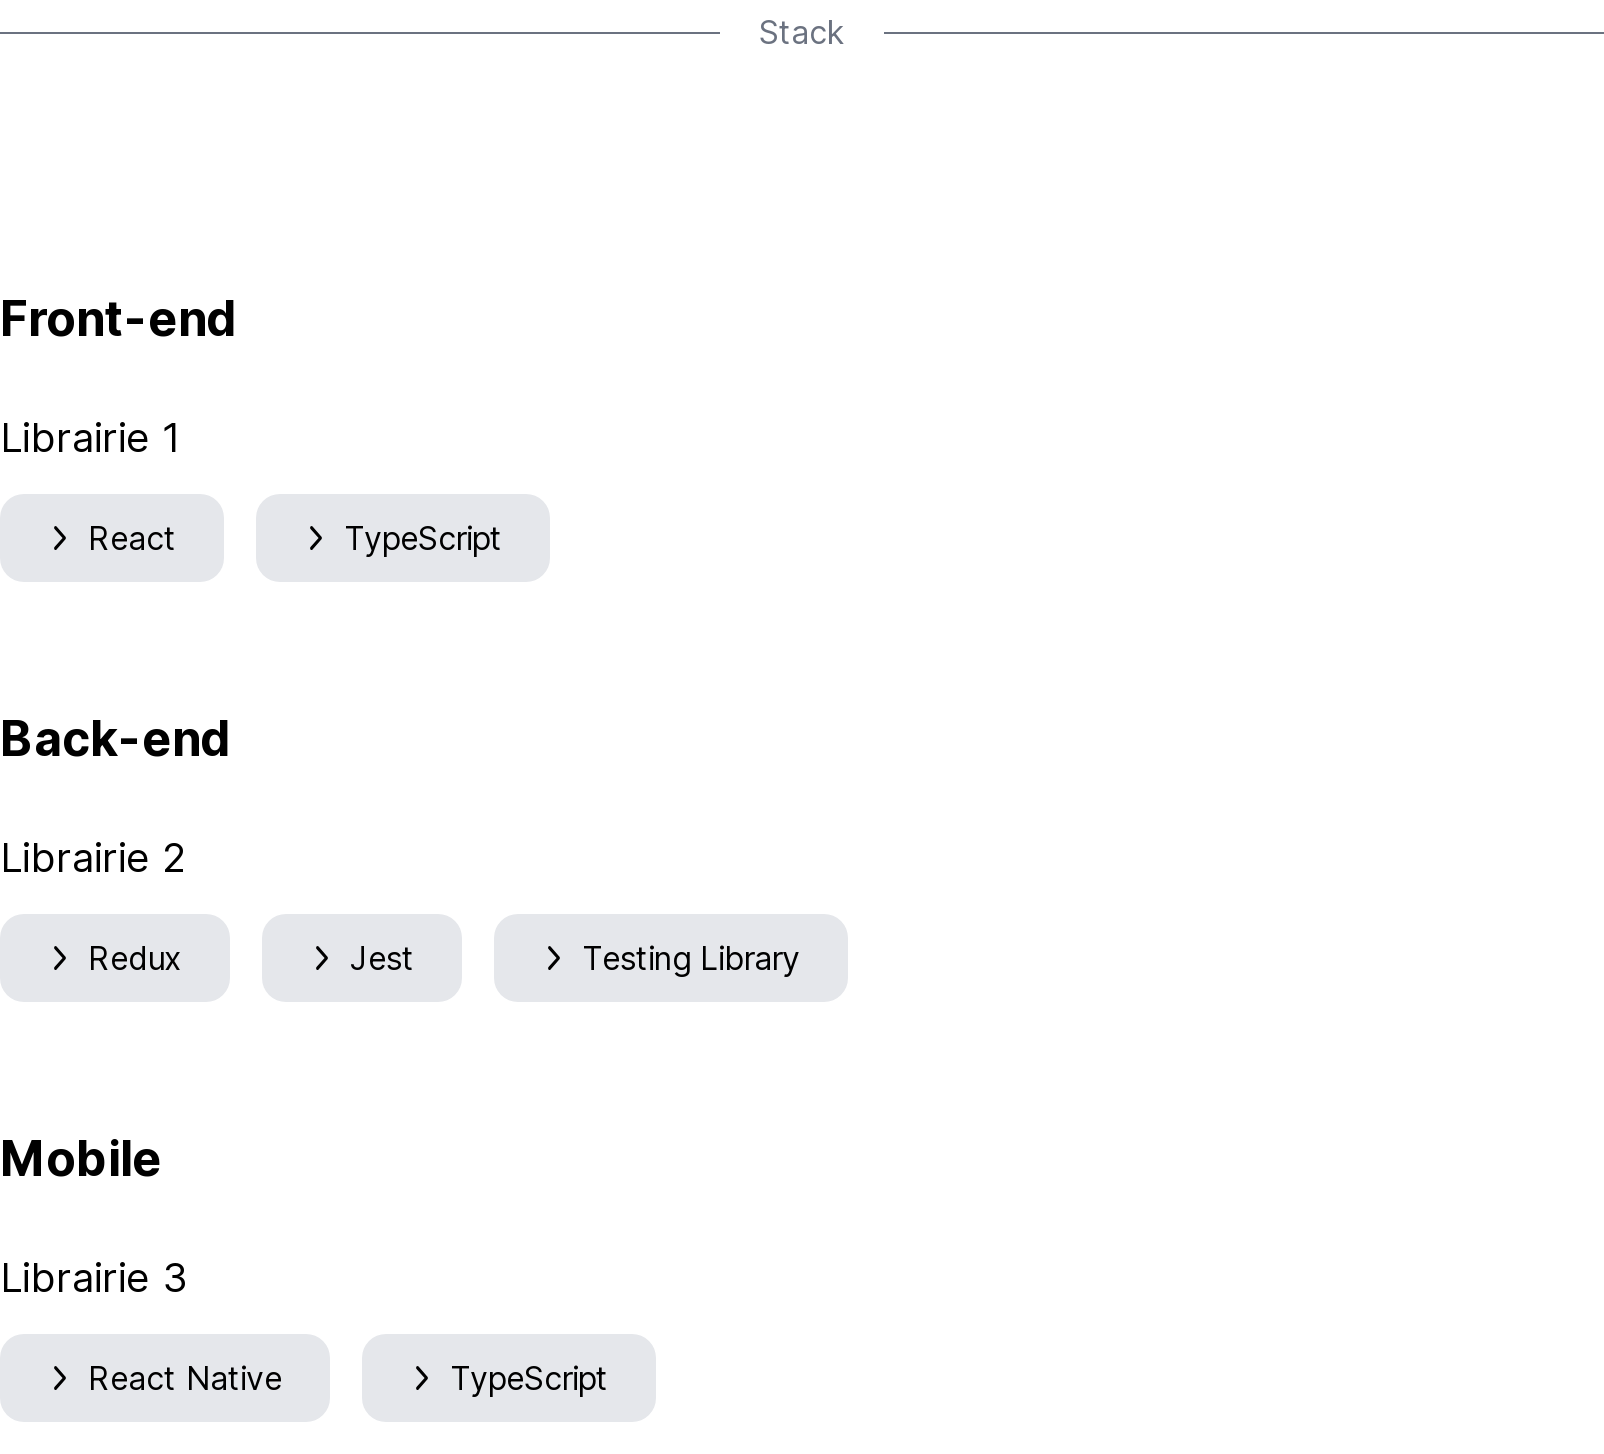 Stack
Front-end
Librairie 1
React TypeScript
Back-end
Librairie 2
Redux Jest Testing Library
Mobile
Librairie 3
React Native TypeScript